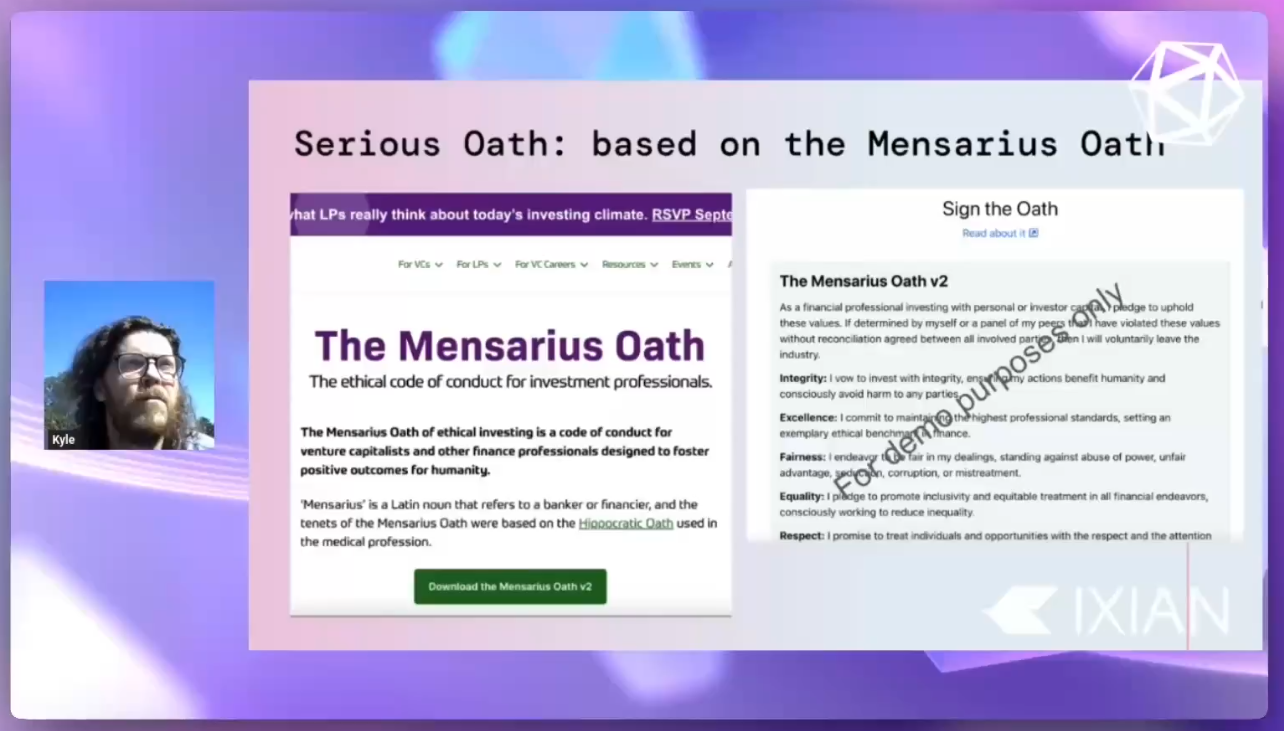 Serious Oath: based on the Mensarius Oath
what LPs really think about today's investing climate. RSVP Septe
For VCs
For LPs
For VC Careers
Resources
Events
The Mensarius Oath
The ethical code of conduct for investment professionals.
The Mensarius Oath of ethical investing is a code of conduct for
venture capitalists and other finance professionals designed to foster
positive outcomes for humanity.
'Mensarius' is a Latin noun that refers to a banker or financier, and the
tenets of the Mensarius Oath were based on the Hippocratic Oath used in
the medical profession.
Download the Mensarius Oath v2
Sign the Oath
Read about it
The Mensarius Oath v2
As a financial professional investing with personal or investor capital, I pledge to uphold
these values. If determined by myself or a panel of my peers that I have violated these values
without reconciliation agreed between all involved parties, then I will voluntarily leave the
industry.
Integrity: I vow to invest with integrity, ensuring my actions benefit humanity and
consciously avoid harm to any parties.
Excellence: I commit to maintaining the highest professional standards, setting an
exemplary ethical benchmark in finance.
Fairness: I endeavor to be fair in my dealings, standing against abuse of power, unfair
advantage, seduction, corruption, or mistreatment.
Equality: I pledge to promote inclusivity and equitable treatment in all financial endeavors,
consciously working to reduce inequality.
Respect: I promise to treat individuals and opportunities with the respect and the attention
For demo purposes only
Kyle
IXIAN